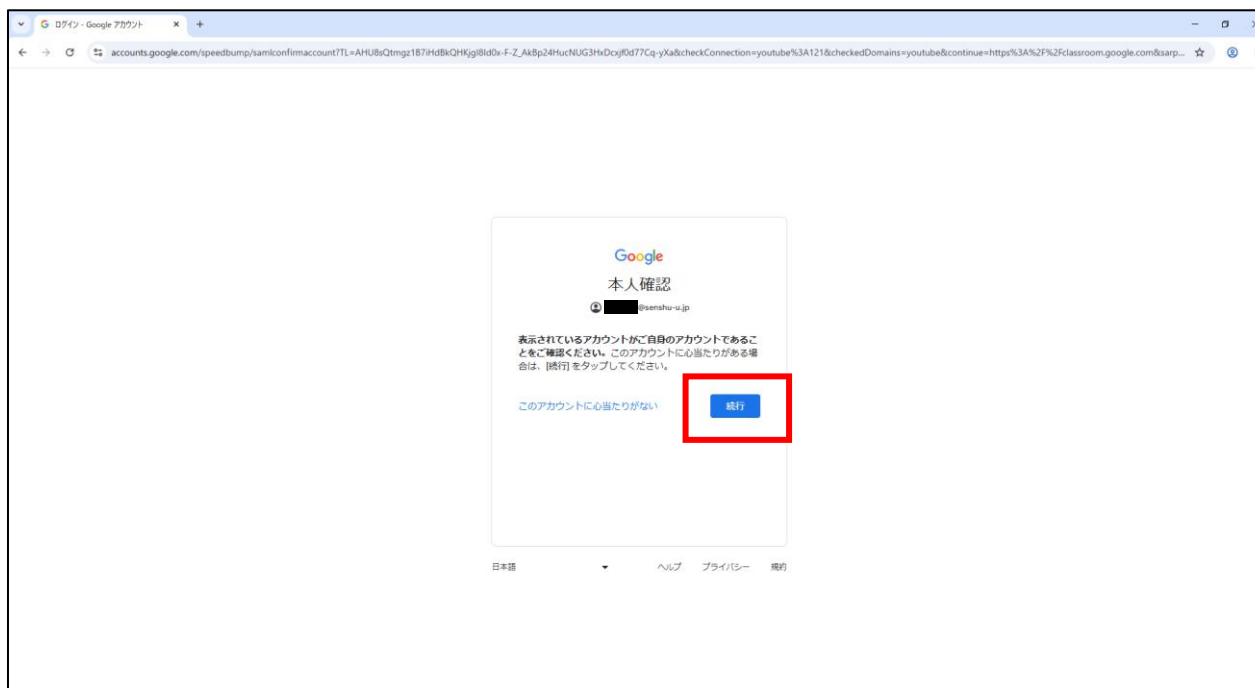 ログイン - Google アカウント
accounts.google.com/speedbump/samlconfirmaccount?TL=AHU8sQtmgz187iHdBkQHKjgI8Id0x-F-Z_AkBp24HucNUG3HxDcxjf0d77Cq-yXa&checkConnection=youtube%3A121&checkedDomains=youtube&continue=https%3A%2F%2Fclassroom.google.com&sarp...
Google
本人確認
@senshu-u.jp
表示されているアカウントがご自身のアカウントであるこ
とをご確認ください。このアカウントに心当たりがある場
合は、[続行] をタップしてください。
このアカウントに心当たりがない 続行
日本語 ヘルプ プライバシー 規約